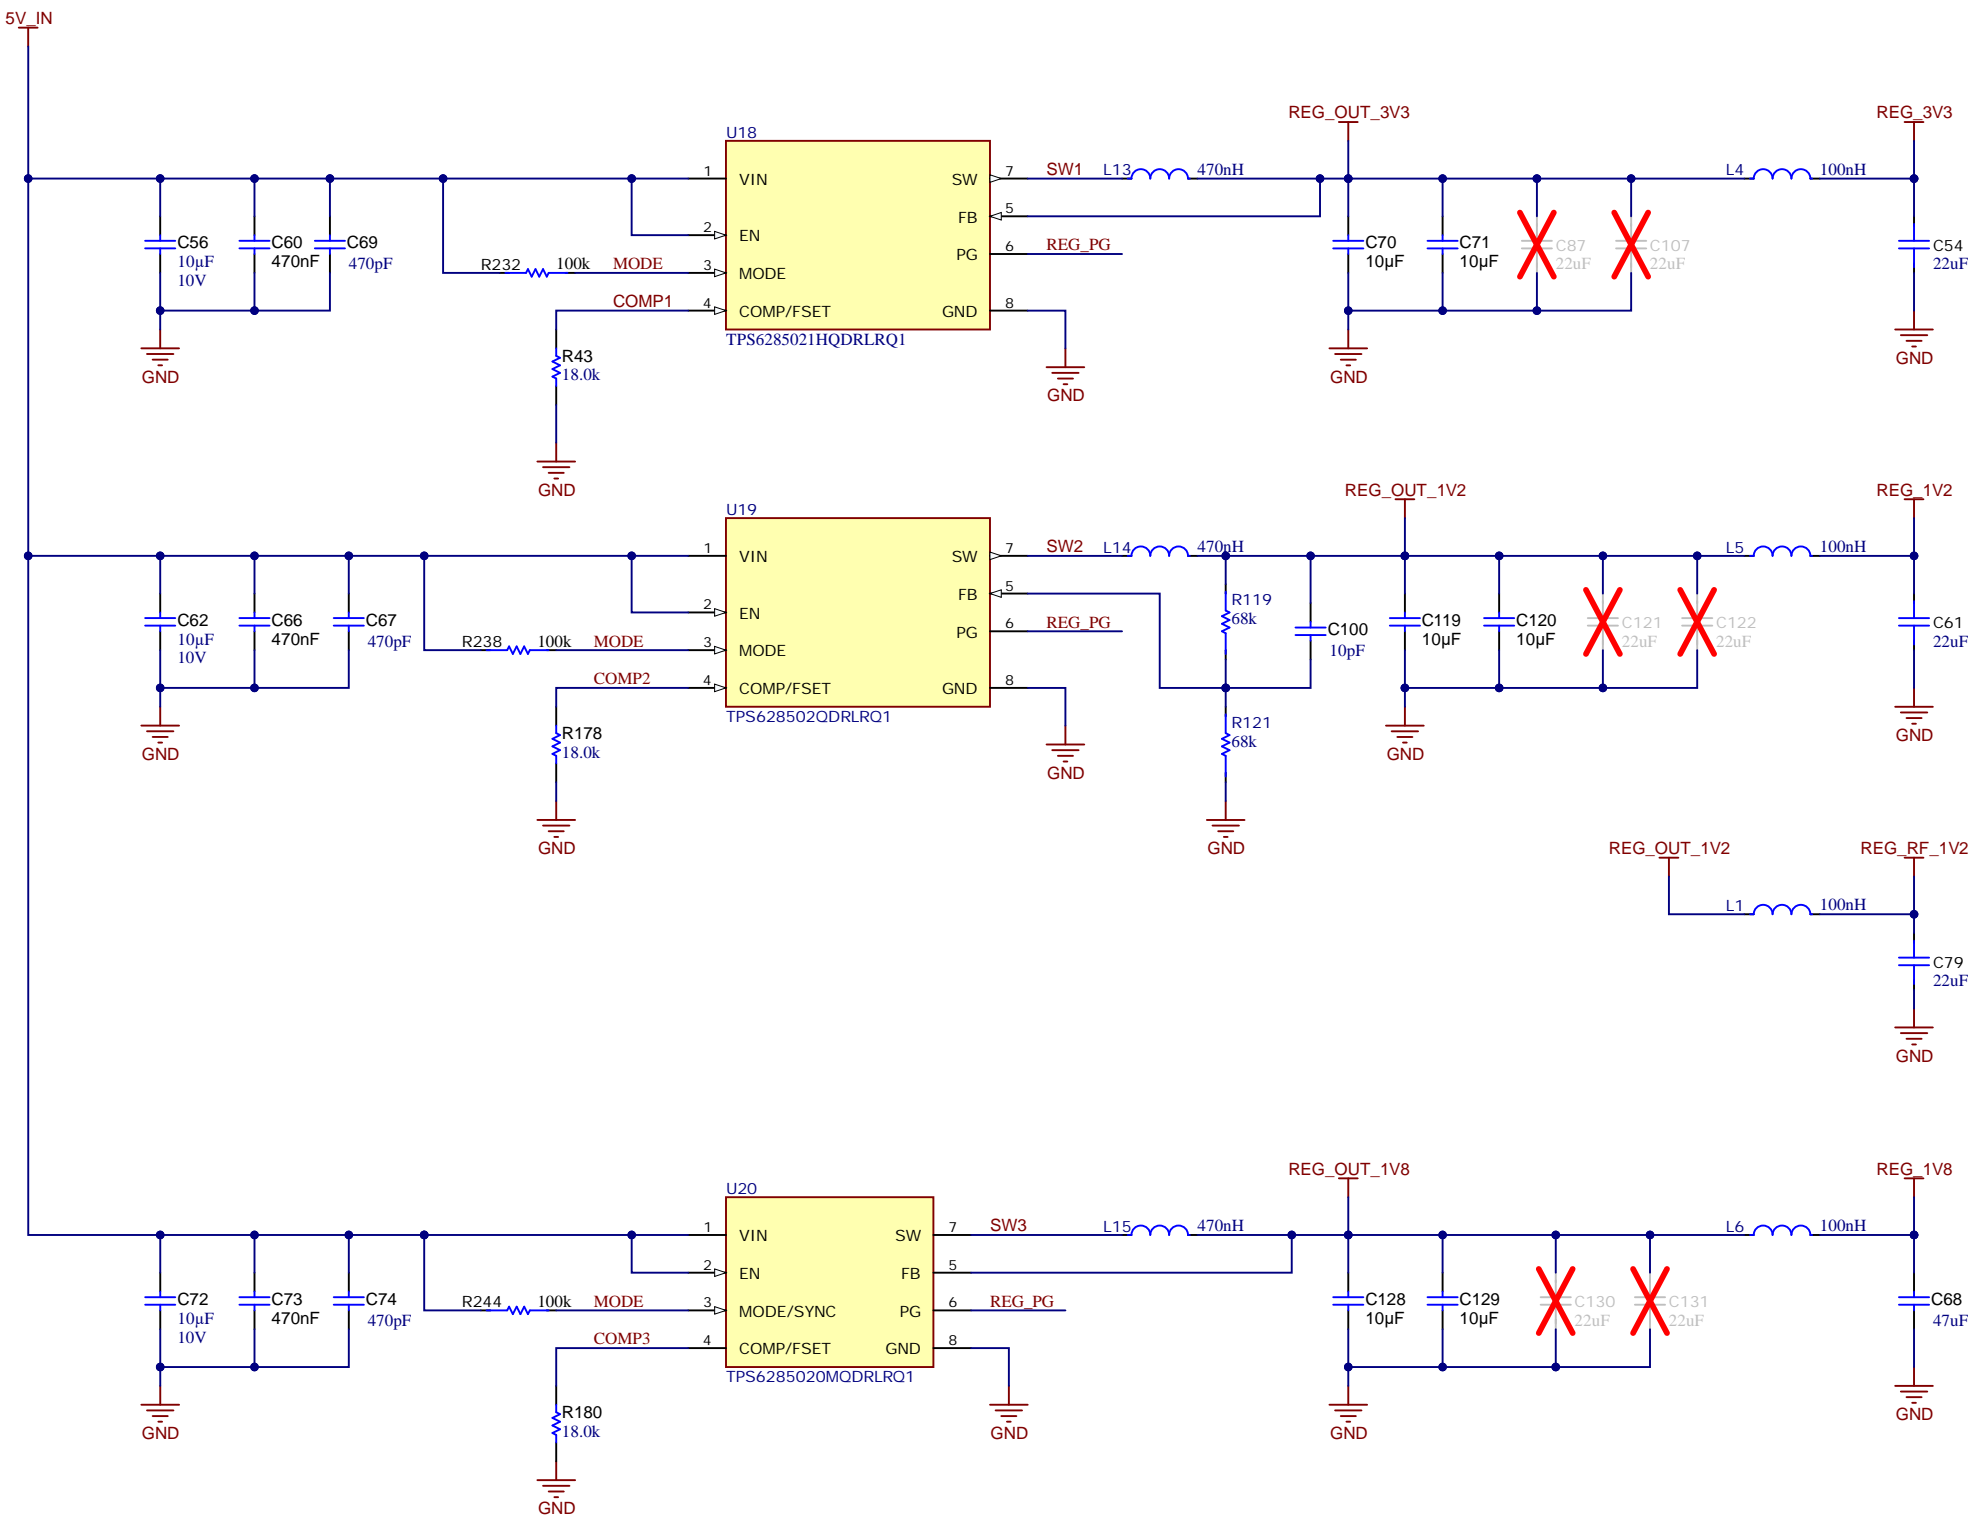 5V_IN
REG_OUT_3V3
REG_3V3
U18
1 VIN
2 EN
3 MODE
4 COMP/FSET
SW 7
FB 5
PG 6
GND 8
TPS6285021HQDRLRQ1
SW1
L13 470nH
REG_PG
L4 100nH
C56
10µF
10V
C60
470nF
C69
470pF
R232 100k MODE
COMP1
R43
18.0k
C70
10µF
C71
10µF
C87
22uF
C107
22uF
C54
22uF
GND
GND
GND
GND
GND
REG_OUT_1V2
REG_1V2
U19
1 VIN
2 EN
3 MODE
4 COMP/FSET
SW 7
FB 5
PG 6
GND 8
TPS628502QDRLRQ1
SW2
L14 470nH
REG_PG
L5 100nH
C62
10µF
10V
C66
470nF
C67
470pF
R238 100k MODE
COMP2
R178
18.0k
R119
68k
C100
10pF
R121
68k
C119
10µF
C120
10µF
C121
22uF
C122
22uF
C61
22uF
GND
GND
GND
GND
GND
GND
REG_OUT_1V2
REG_RF_1V2
L1 100nH
C79
22uF
GND
REG_OUT_1V8
REG_1V8
U20
1 VIN
2 EN
3 MODE/SYNC
4 COMP/FSET
SW 7
FB 5
PG 6
GND 8
TPS6285020MQDRLRQ1
SW3
L15 470nH
REG_PG
L6 100nH
C72
10µF
10V
C73
470nF
C74
470pF
R244 100k MODE
COMP3
R180
18.0k
C128
10µF
C129
10µF
C130
22uF
C131
22uF
C68
47uF
GND
GND
GND
GND
GND